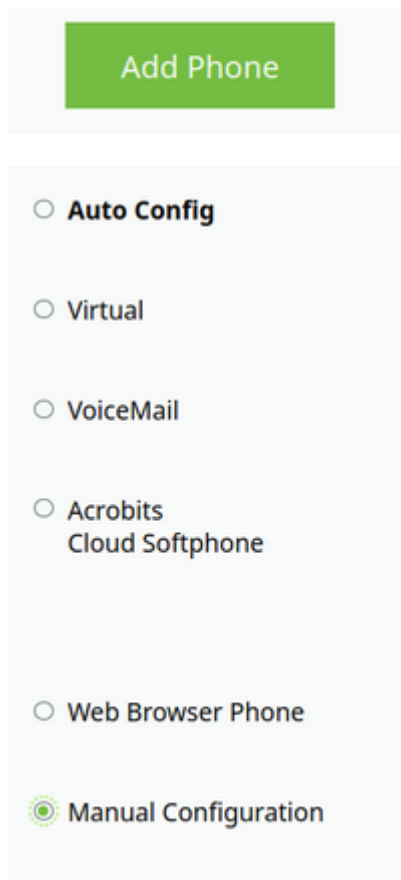 Add Phone
Auto Config
Virtual
VoiceMail
Acrobits
Cloud Softphone
Web Browser Phone
Manual Configuration